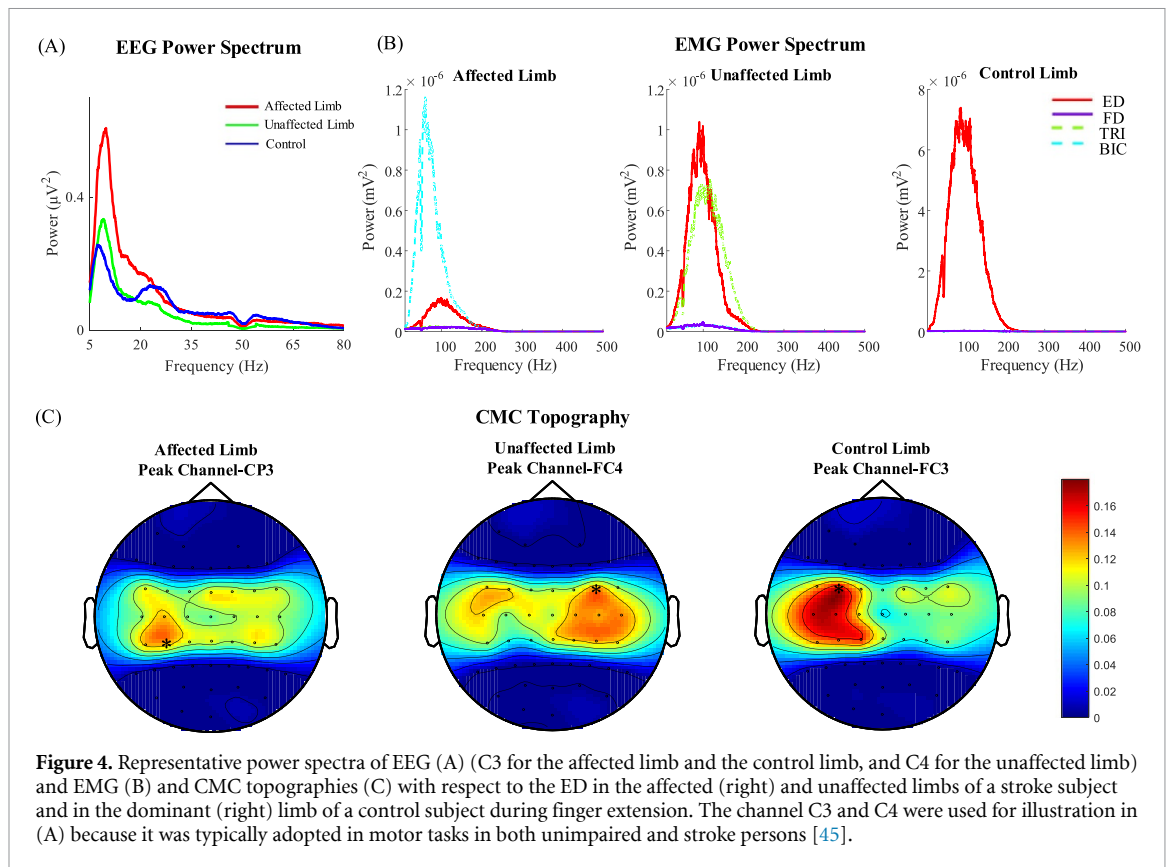 (A)
EEG Power Spectrum
Affected Limb
Unaffected Limb
Control
Power (µV²)
0.4
0
5 20 35 50 65 80
Frequency (Hz)
(B)
EMG Power Spectrum
Affected Limb
× 10⁻⁶
Power (mV²)
1.2
1
0.8
0.6
0.4
0.2
0
100 200 300 400 500
Frequency (Hz)
Unaffected Limb
× 10⁻⁶
Power (mV²)
1.2
1
0.8
0.6
0.4
0.2
0
100 200 300 400 500
Frequency (Hz)
Control Limb
× 10⁻⁶
Power (mV²)
8
6
4
2
0
100 200 300 400 500
Frequency (Hz)
ED
FD
TRI
BIC
(C)
CMC Topography
Affected Limb
Peak Channel-CP3
Unaffected Limb
Peak Channel-FC4
Control Limb
Peak Channel-FC3
*
*
*
0.16
0.14
0.12
0.1
0.08
0.06
0.04
0.02
0
Figure 4. Representative power spectra of EEG (A) (C3 for the affected limb and the control limb, and C4 for the unaffected limb)
and EMG (B) and CMC topographies (C) with respect to the ED in the affected (right) and unaffected limbs of a stroke subject
and in the dominant (right) limb of a control subject during finger extension. The channel C3 and C4 were used for illustration in
(A) because it was typically adopted in motor tasks in both unimpaired and stroke persons [45].